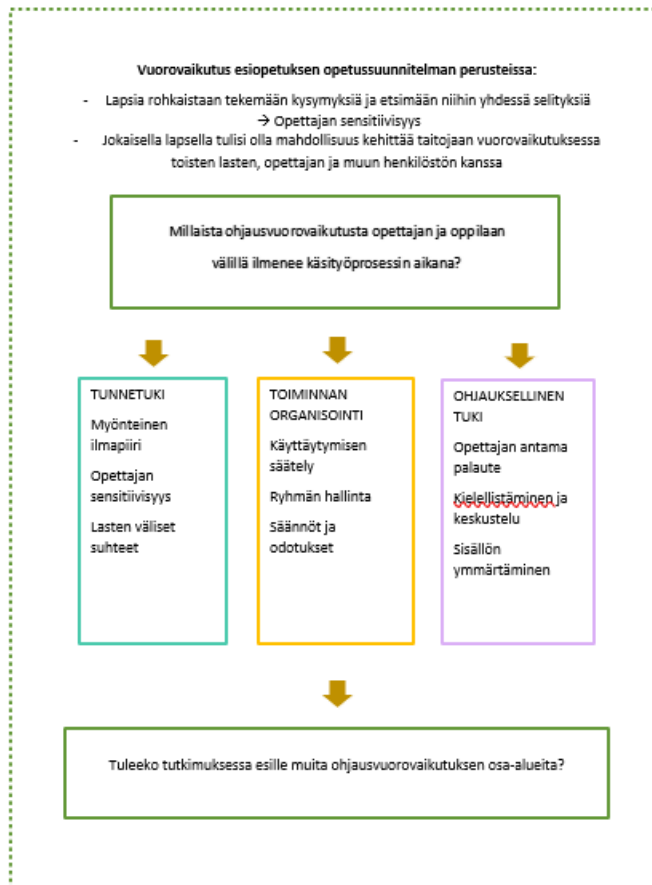 Vuorovaikutus esiopetuksen opetussuunnitelman perusteissa:
- Lapsia rohkaistaan tekemään kysymyksiä ja etsimään niihin yhdessä selityksiä
→ Opettajan sensitiivisyys
- Jokaisella lapsella tulisi olla mahdollisuus kehittää taitojaan vuorovaikutuksessa
toisten lasten, opettajan ja muun henkilöstön kanssa
Millaista ohjausvuorovaikutusta opettajan ja oppilaan
välillä ilmenee käsityöprosessin aikana?
TUNNETUKI
Myönteinen
ilmapiiri
Opettajan
sensitiivisyys
Lasten väliset
suhteet
TOIMINNAN
ORGANISOINTI
Käyttäytymisen
säätely
Ryhmän hallinta
Säännöt ja
odotukset
OHJAUKSELLINEN
TUKI
Opettajan antama
palaute
Kielellistäminen ja
keskustelu
Sisällön
ymmärtäminen
Tuleeko tutkimuksessa esille muita ohjausvuorovaikutuksen osa-alueita?